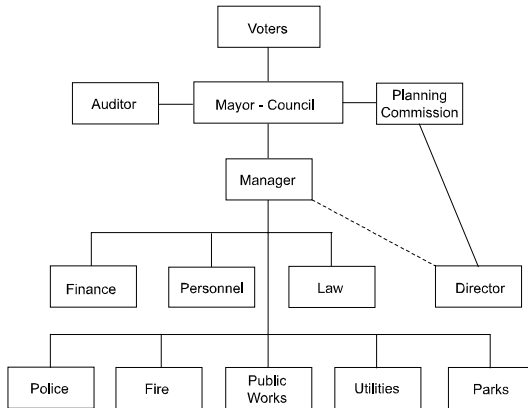 Voters
Auditor
Mayor - Council
Planning
Commission
Manager
Finance
Personnel
Law
Director
Police
Fire
Public
Works
Utilities
Parks